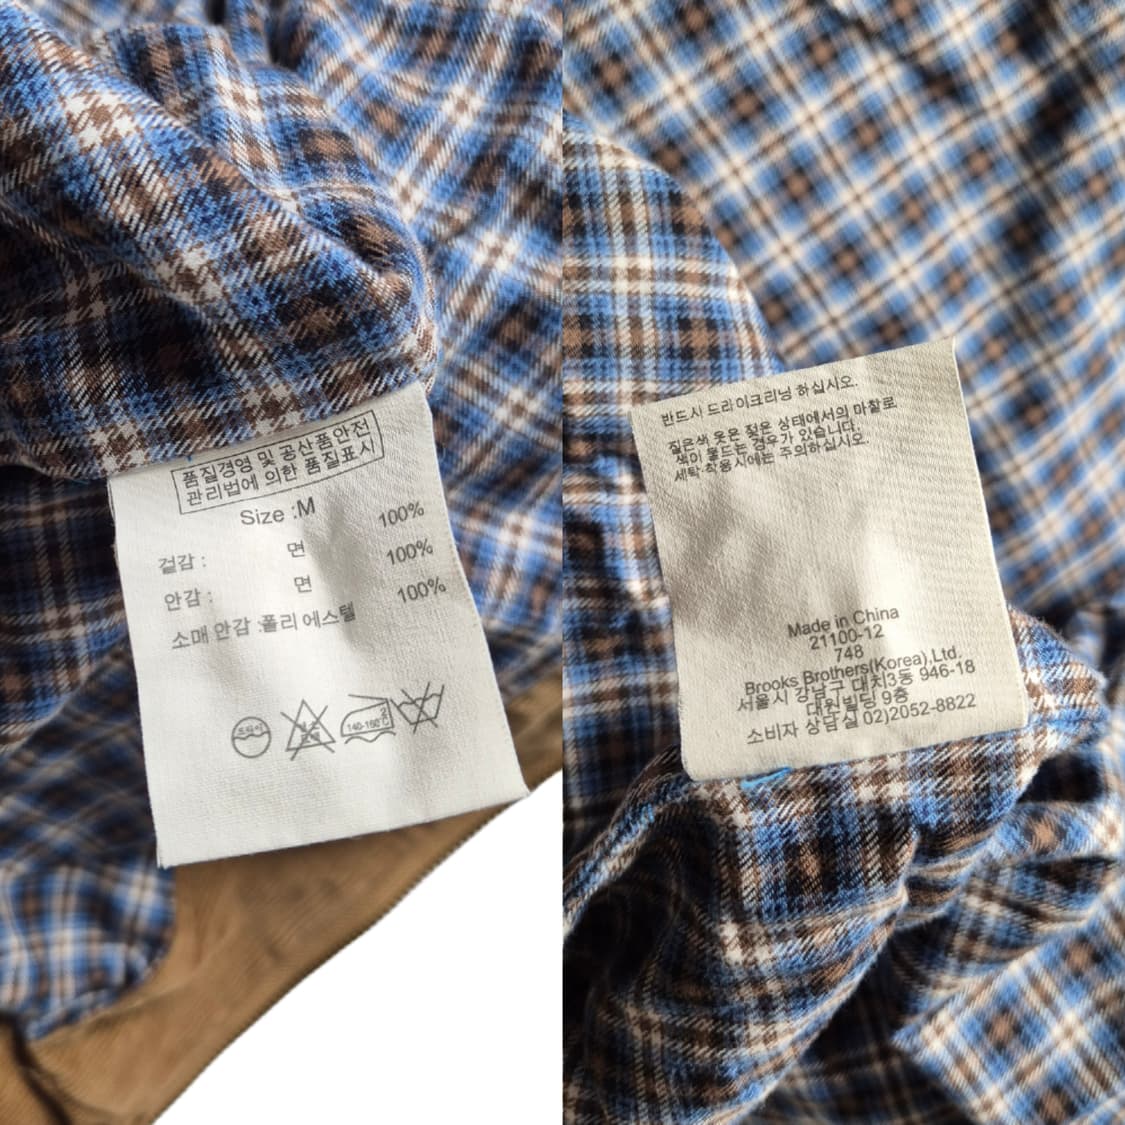 품질경영 및 공산품안전
관리법에 의한 품질표시
Size :M
겉감 : 면 100%
안감 : 면 100%
소매 안감 :폴리에스텔 100%
드라이
140-160℃
반드시 드라이크리닝 하십시오.
짙은색 옷은 젖은 상태에서의 마찰로
색이 물드는 경우가 있습니다.
세탁 착용시에는 주의하십시오.
Made in China
21100-12
748
Brooks Brothers(Korea),Ltd.
서울시 강남구 대치3동 946-18
대원빌딩 9층
소비자 상담실 02)2052-8822